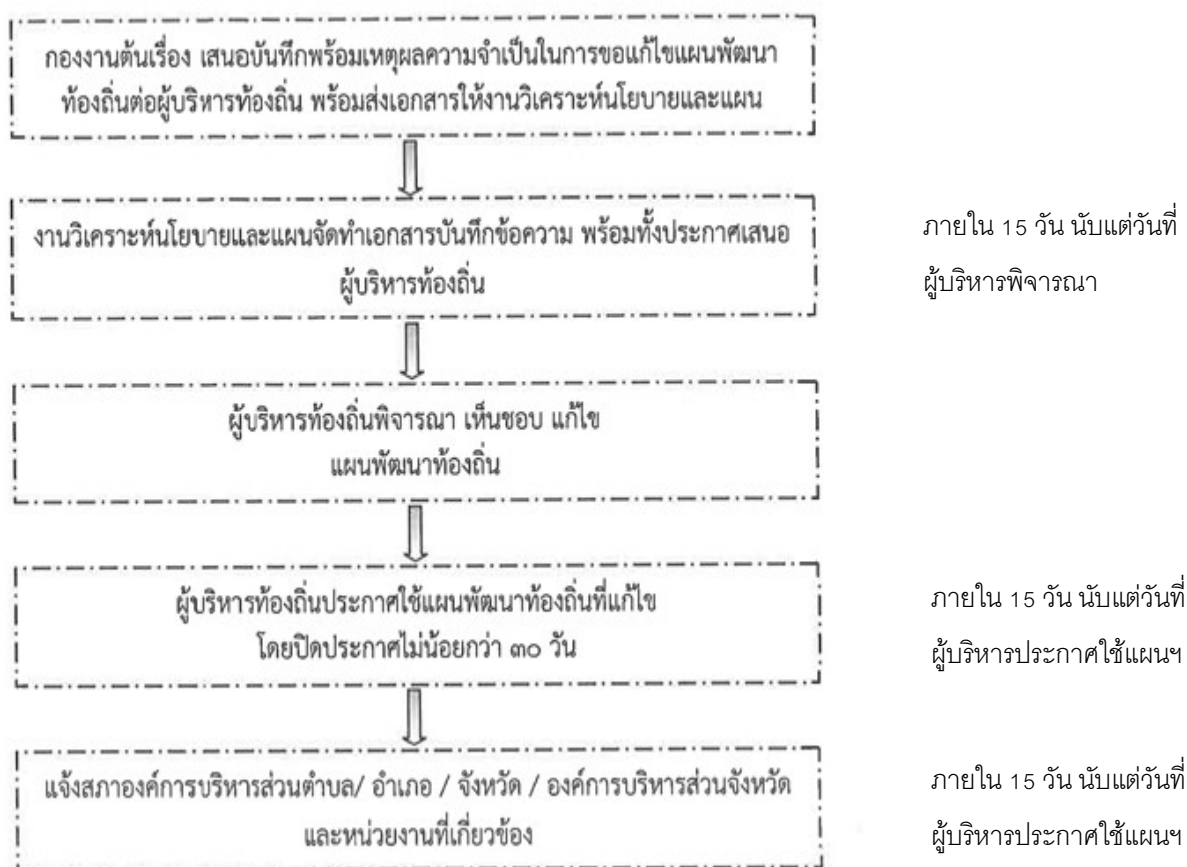 กองงานต้นเรื่อง เสนอบันทึกพร้อมเหตุผลความจำเป็นในการขอแก้ไขแผนพัฒนา
ท้องถิ่นต่อผู้บริหารท้องถิ่น พร้อมส่งเอกสารให้งานวิเคราะห์นโยบายและแผน
งานวิเคราะห์นโยบายและแผนจัดทำเอกสารบันทึกข้อความ พร้อมทั้งประกาศเสนอ
ผู้บริหารท้องถิ่น
ภายใน 15 วัน นับแต่วันที่
ผู้บริหารพิจารณา
ผู้บริหารท้องถิ่นพิจารณา เห็นชอบ แก้ไข
แผนพัฒนาท้องถิ่น
ผู้บริหารท้องถิ่นประกาศใช้แผนพัฒนาท้องถิ่นที่แก้ไข
โดยปิดประกาศไม่น้อยกว่า ๓๐ วัน
ภายใน 15 วัน นับแต่วันที่
ผู้บริหารประกาศใช้แผนฯ
แจ้งสภาองค์การบริหารส่วนตำบล/ อำเภอ / จังหวัด / องค์การบริหารส่วนจังหวัด
และหน่วยงานที่เกี่ยวข้อง
ภายใน 15 วัน นับแต่วันที่
ผู้บริหารประกาศใช้แผนฯ